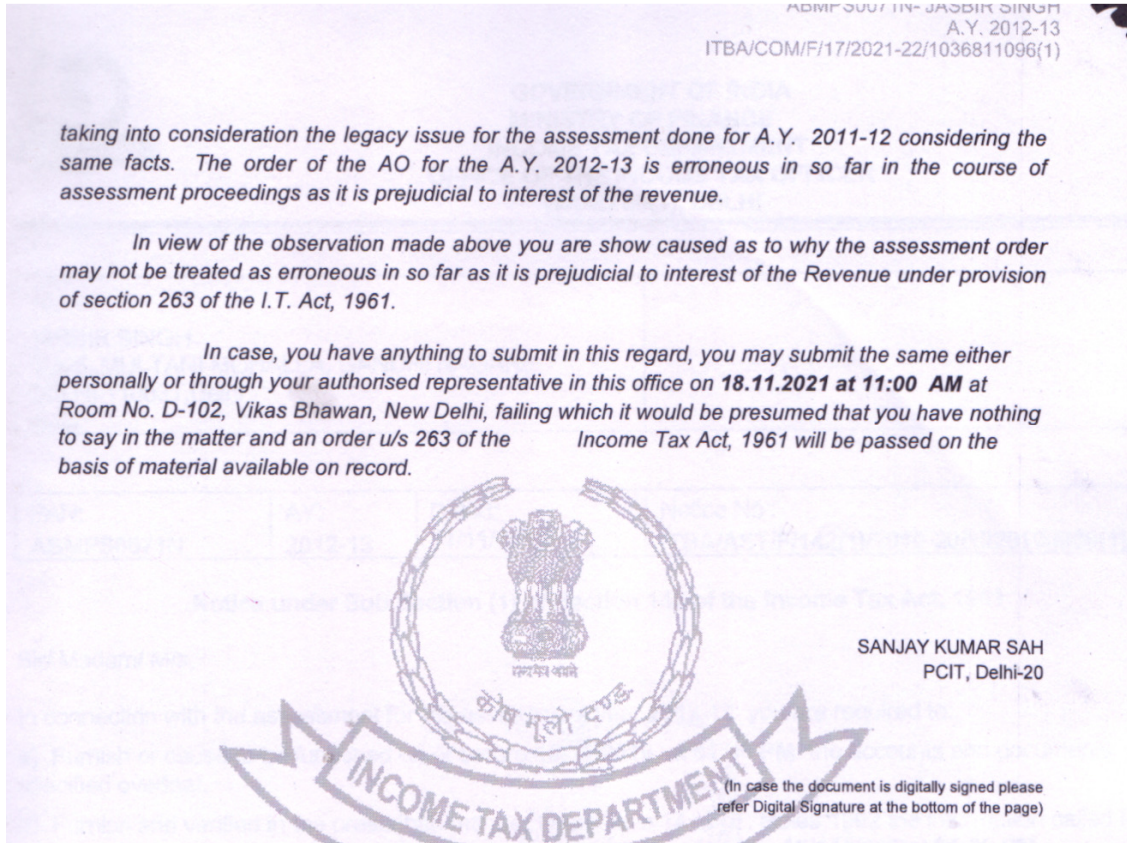 ABMPS0071N- JASBIR SINGH
A.Y. 2012-13
ITBA/COM/F/17/2021-22/1036811096(1)
taking into consideration the legacy issue for the assessment done for A.Y. 2011-12 considering the
same facts. The order of the AO for the A.Y. 2012-13 is erroneous in so far in the course of
assessment proceedings as it is prejudicial to interest of the revenue.
In view of the observation made above you are show caused as to why the assessment order
may not be treated as erroneous in so far as it is prejudicial to interest of the Revenue under provision
of section 263 of the I.T. Act, 1961.
In case, you have anything to submit in this regard, you may submit the same either
personally or through your authorised representative in this office on 18.11.2021 at 11:00 AM at
Room No. D-102, Vikas Bhawan, New Delhi, failing which it would be presumed that you have nothing
to say in the matter and an order u/s 263 of the Income Tax Act, 1961 will be passed on the
basis of material available on record.
SANJAY KUMAR SAH
PCIT, Delhi-20
सत्यमेव जयते
कोष मूलो दण्ड
INCOME TAX DEPARTMENT
(In case the document is digitally signed please
refer Digital Signature at the bottom of the page)